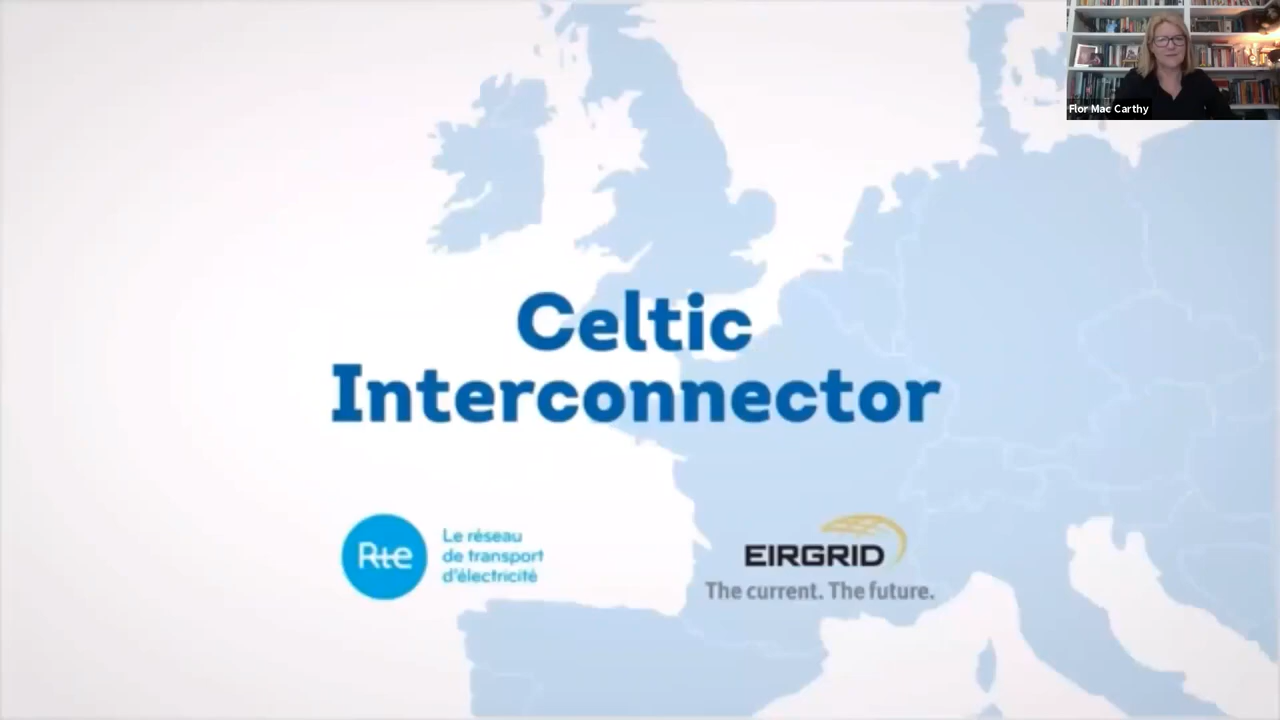 Flor Mac Carthy
Celtic
Interconnector
Rte
Le réseau
de transport
d'électricité
EIRGRID
The current. The future.